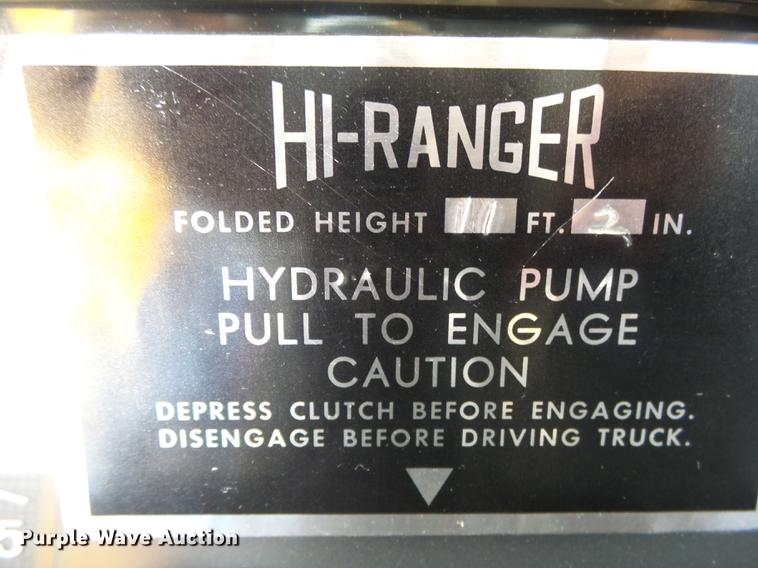 HI-RANGER
FOLDED HEIGHT 11 FT. 2 IN.
HYDRAULIC PUMP
PULL TO ENGAGE
CAUTION
DEPRESS CLUTCH BEFORE ENGAGING.
DISENGAGE BEFORE DRIVING TRUCK.
5
Purple Wave Auction